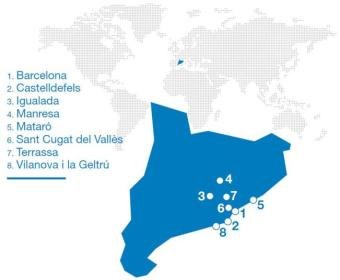 1. Barcelona
2. Castelldefels
3. Igualada
4. Manresa
5. Mataró
6. Sant Cugat del Vallès
7. Terrassa
8. Vilanova i la Geltrú
4
3
7
6
5
1
2
8